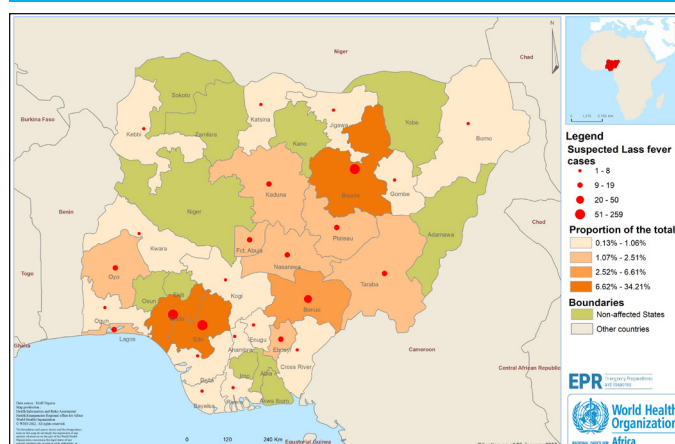 N
Niger
Chad
Sokoto
Katsina
Burkina Faso
Kebbi
Zamfara
Jigawa
Yobe
Borno
Kano
Bauchi
Gombe
Kaduna
Niger
Benin
Plateau
Adamawa
Fct, Abuja
Kwara
Nasarawa
Chad
Togo
Oyo
Taraba
Kogi
Osun
Ekiti
Benue
Ogun
Ondo
Edo
Enugu
Lagos
Anambra
Ebonyi
Ghana
Cross River
Cameroon
Delta
Imo
Abia
Central African Republic
Bayelsa
Rivers
Akwa Ibom
0 120 240 Km
Equatorial Guinea
Legend
Suspected Lass fever
cases
1 - 8
9 - 19
20 - 50
51 - 259
Proportion of the total
0.13% - 1.06%
1.07% - 2.51%
2.52% - 6.61%
6.62% - 34.21%
Boundaries
Non-affected States
Other countries
EPR Emergency Preparedness
and Response
World Health
Organization
Africa